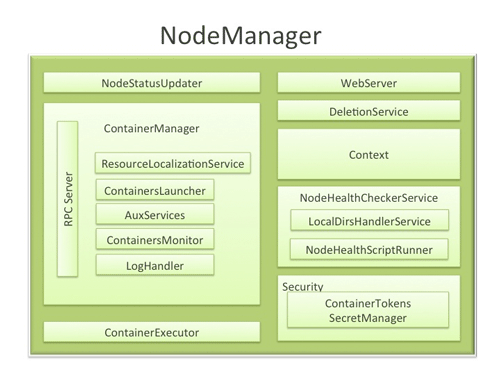 NodeManager
NodeStatusUpdater
ContainerManager
RPC Server
ResourceLocalizationService
ContainersLauncher
AuxServices
ContainersMonitor
LogHandler
ContainerExecutor
WebServer
DeletionService
Context
NodeHealthCheckerService
LocalDirsHandlerService
NodeHealthScriptRunner
Security
ContainerTokens
SecretManager